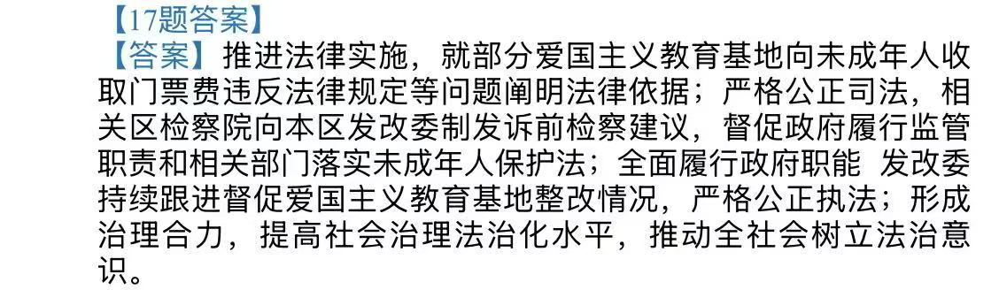 【17题答案】
【答案】推进法律实施，就部分爱国主义教育基地向未成年人收
取门票费违反法律规定等问题阐明法律依据；严格公正司法，相
关区检察院向本区发改委制发诉前检察建议，督促政府履行监管
职责和相关部门落实未成年人保护法；全面履行政府职能 发改委
持续跟进督促爱国主义教育基地整改情况，严格公正执法；形成
治理合力，提高社会治理法治化水平，推动全社会树立法治意
识。